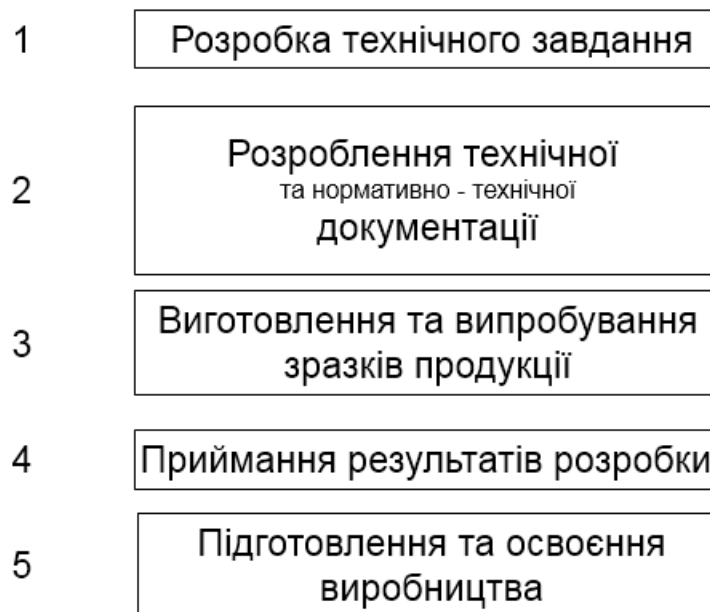 1 Розробка технічного завдання
2 Розроблення технічної
та нормативно - технічної
документації
3 Виготовлення та випробування
зразків продукції
4 Приймання результатів розробки
5 Підготовлення та освоєння
виробництва